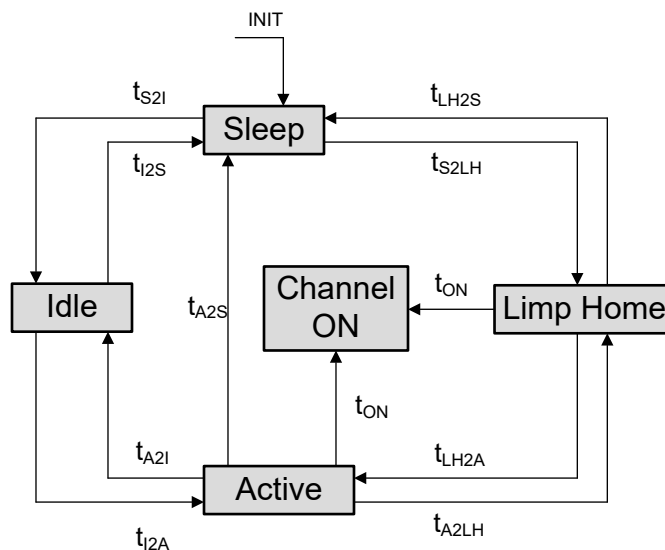 INIT
tS2I
tLH2S
Sleep
tI2S
tS2LH
Idle
tA2S
Channel
ON
tON
Limp Home
tON
tA2I
tLH2A
Active
tI2A
tA2LH